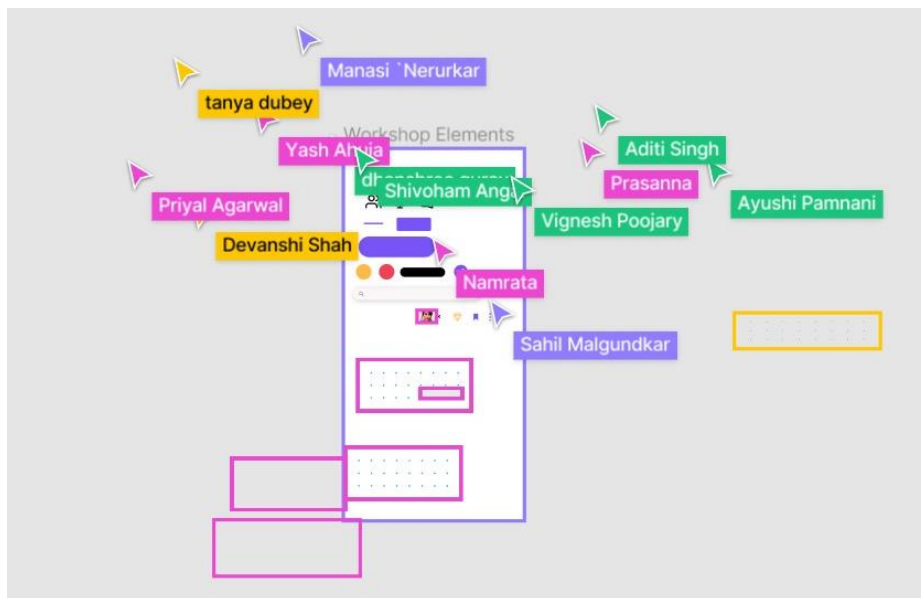 Manasi `Nerurkar
tanya dubey
Workshop Elements
Yash Ahuja
Aditi Singh
Prasanna
Shivoham Anga
Ayushi Pamnani
Priyal Agarwal
Vignesh Poojary
Devanshi Shah
Namrata
Sahil Malgundkar